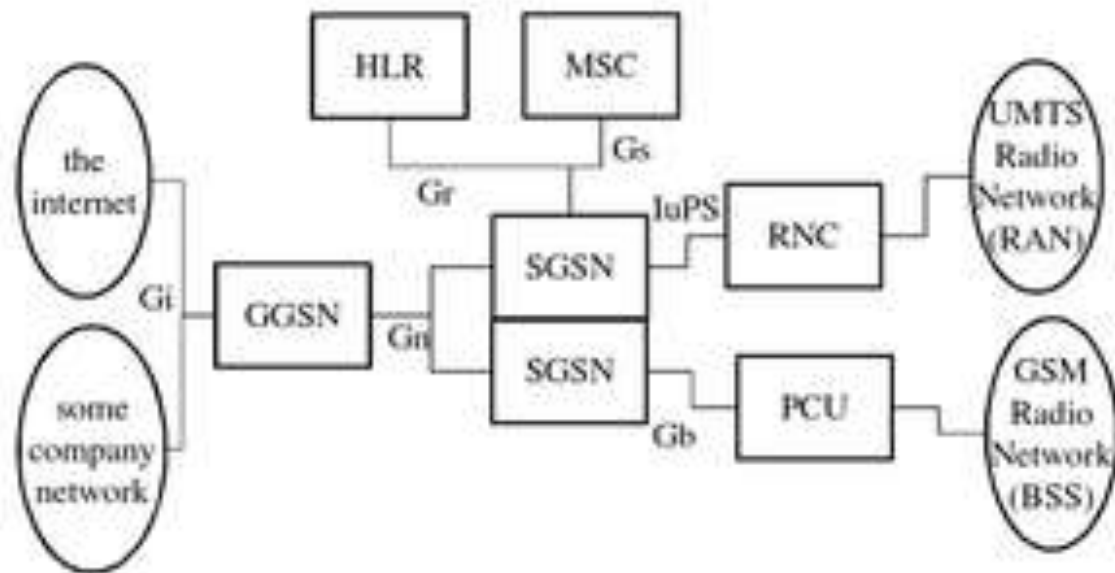 HLR
MSC
the
internet
Gs
Gr
UMTS
Radio
Network
(RAN)
IuPS
RNC
SGSN
Gi
GGSN
Gn
SGSN
some
company
network
Gb
PCU
GSM
Radio
Network
(BSS)